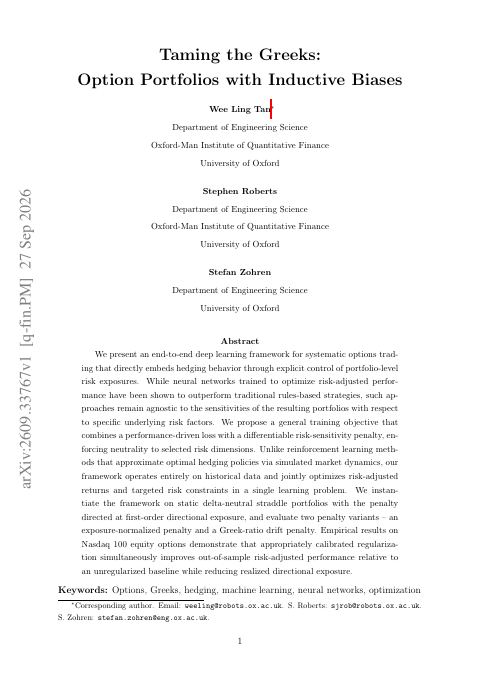 Taming the Greeks:
Option Portfolios with Inductive Biases
Wee Ling Tan*
Department of Engineering Science
Oxford-Man Institute of Quantitative Finance
University of Oxford
Stephen Roberts
Department of Engineering Science
Oxford-Man Institute of Quantitative Finance
University of Oxford
Stefan Zohren
Department of Engineering Science
University of Oxford
Abstract
We present an end-to-end deep learning framework for systematic options trad-
ing that directly embeds hedging behavior through explicit control of portfolio-level
risk exposures. While neural networks trained to optimize risk-adjusted perfor-
mance have been shown to outperform traditional rules-based strategies, such ap-
proaches remain agnostic to the sensitivities of the resulting portfolios with respect
to specific underlying risk factors. We propose a general training objective that
combines a performance-driven loss with a differentiable risk-sensitivity penalty, en-
forcing neutrality to selected risk dimensions. Unlike reinforcement learning meth-
ods that approximate optimal hedging policies via simulated market dynamics, our
framework operates entirely on historical data and jointly optimizes risk-adjusted
returns and targeted risk constraints in a single learning problem. We instan-
tiate the framework on static delta-neutral straddle portfolios with the penalty
directed at first-order directional exposure, and evaluate two penalty variants – an
exposure-normalized penalty and a Greek-ratio drift penalty. Empirical results on
Nasdaq 100 equity options demonstrate that appropriately calibrated regulariza-
tion simultaneously improves out-of-sample risk-adjusted performance relative to
an unregularized baseline while reducing realized directional exposure.
Keywords: Options, Greeks, hedging, machine learning, neural networks, optimization
*Corresponding author. Email: weeling@robots.ox.ac.uk. S. Roberts: sjrob@robots.ox.ac.uk.
S. Zohren: stefan.zohren@eng.ox.ac.uk.
1
arXiv:2609.33767v1 [q-fin.PM] 27 Sep 2026